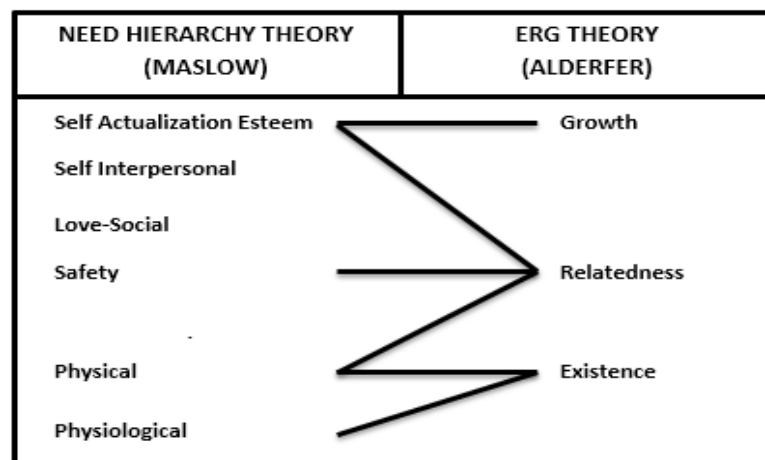 NEED HIERARCHY THEORY
(MASLOW)
ERG THEORY
(ALDERFER)
Self Actualization Esteem
Growth
Self Interpersonal
Love-Social
Safety
Relatedness
Physical
Existence
Physiological